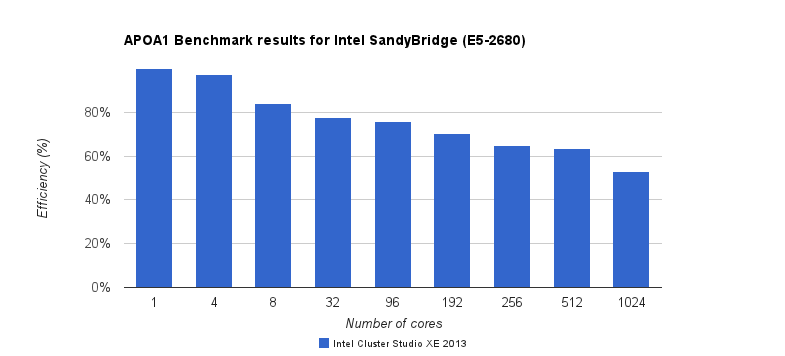 APOA1 Benchmark results for Intel SandyBridge (E5-2680)
80%
60%
40%
20%
0%
Efficiency (%)
1 4 8 32 96 192 256 512 1024
Number of cores
Intel Cluster Studio XE 2013